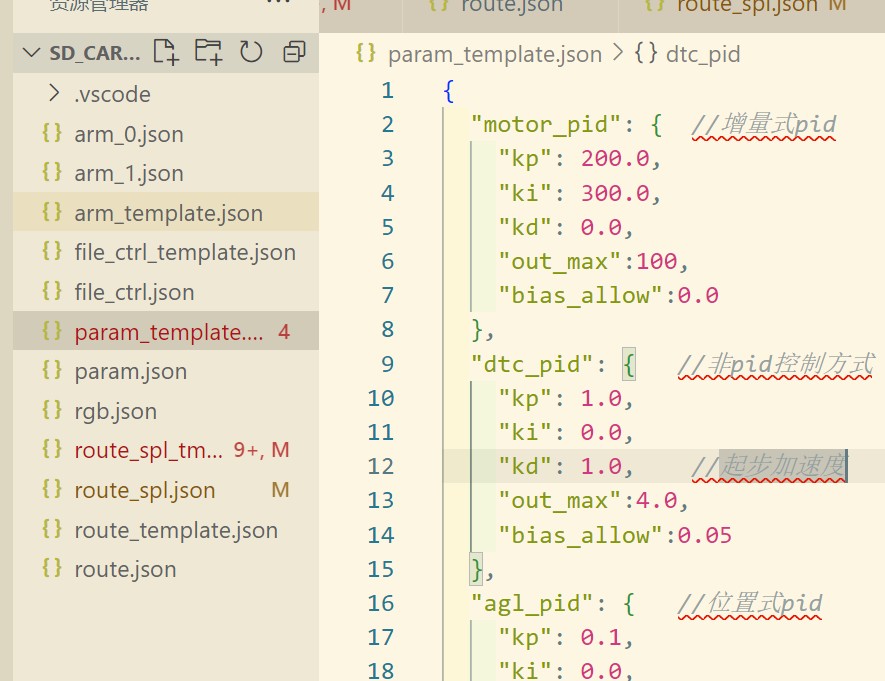 资源管理器 ...
, M
{} route.json
{} route_spl.json M
SD_CAR...
{} param_template.json > {} dtc_pid
.vscode
{} arm_0.json
{} arm_1.json
{} arm_template.json
{} file_ctrl_template.json
{} file_ctrl.json
{} param_template.... 4
{} param.json
{} rgb.json
{} route_spl_tm... 9+, M
{} route_spl.json M
{} route_template.json
{} route.json
1 {
2 "motor_pid": { //增量式pid
3 "kp": 200.0,
4 "ki": 300.0,
5 "kd": 0.0,
6 "out_max":100,
7 "bias_allow":0.0
8 },
9 "dtc_pid": { //非pid控制方式
10 "kp": 1.0,
11 "ki": 0.0,
12 "kd": 1.0, //起步加速度
13 "out_max":4.0,
14 "bias_allow":0.05
15 },
16 "agl_pid": { //位置式pid
17 "kp": 0.1,
18 "ki": 0.0,